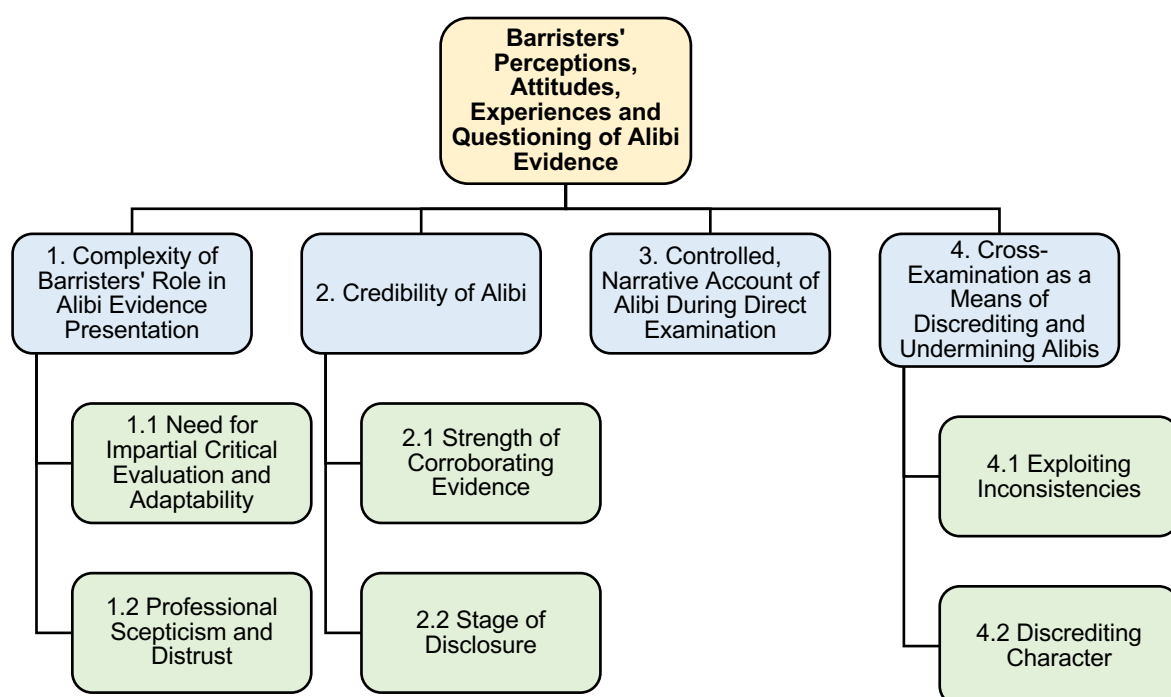 Barristers'
Perceptions,
Attitudes,
Experiences and
Questioning of Alibi
Evidence
1. Complexity of
Barristers' Role in
Alibi Evidence
Presentation
2. Credibility of Alibi
3. Controlled,
Narrative Account of
Alibi During Direct
Examination
4. Cross-
Examination as a
Means of
Discrediting and
Undermining Alibis
1.1 Need for
Impartial Critical
Evaluation and
Adaptability
2.1 Strength of
Corroborating
Evidence
4.1 Exploiting
Inconsistencies
1.2 Professional
Scepticism and
Distrust
2.2 Stage of
Disclosure
4.2 Discrediting
Character